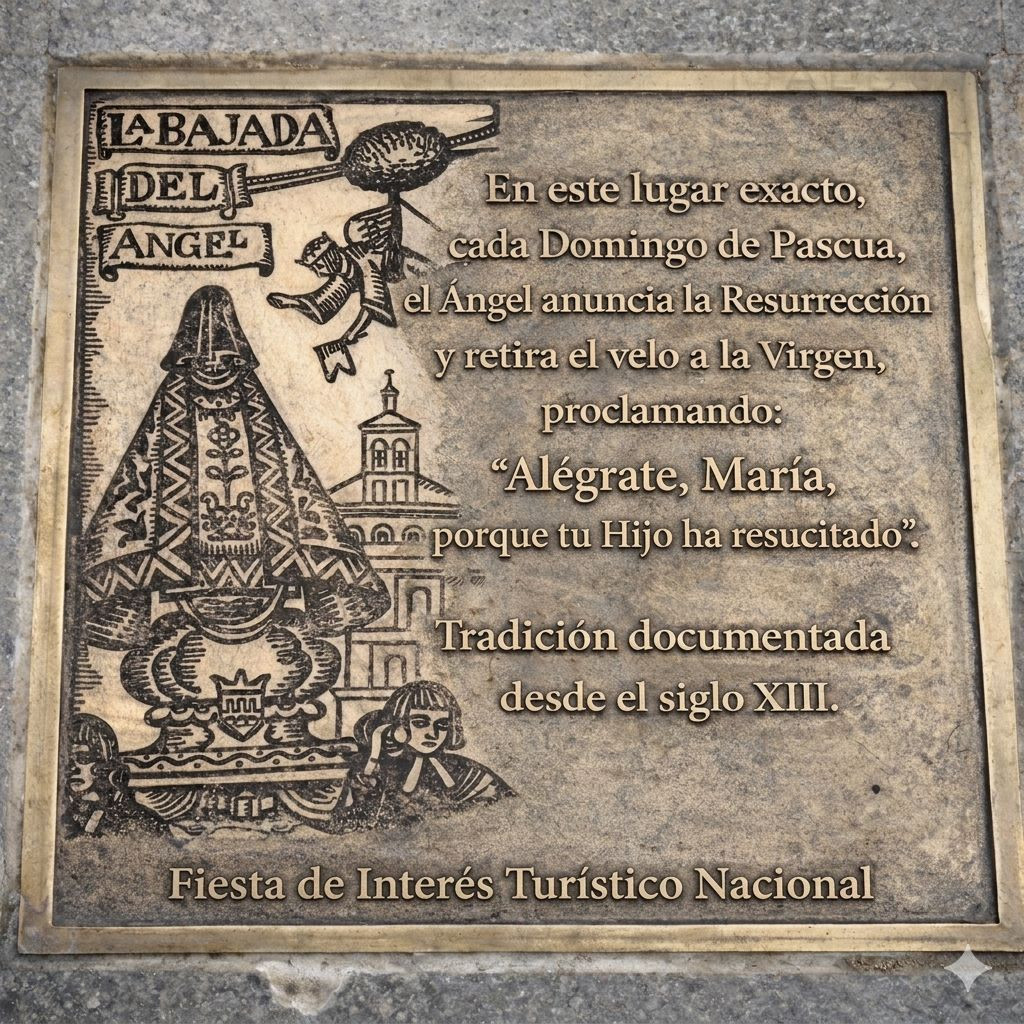 LA BAJADA
DEL
ANGEL
En este lugar exacto,
cada Domingo de Pascua,
el Ángel anuncia la Resurrección
y retira el velo a la Virgen,
proclamando:
“Alégrate, María,
porque tu Hijo ha resucitado”.
Tradición documentada
desde el siglo XIII.
Fiesta de Interés Turístico Nacional